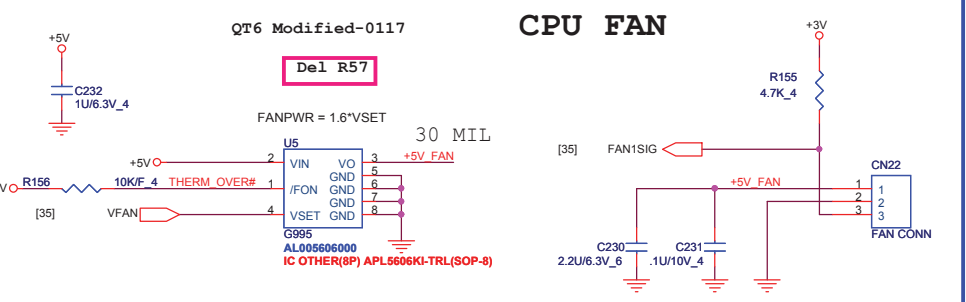 QT6 Modified-0117
CPU FAN
+5V
C232
1U/6.3V_4
Del R57
FANPWR = 1.6*VSET
30 MIL
U5
+5V
2
VIN
VO
3
+5V_FAN
GND
5
R156
10K/F_4
THERM_OVER#
1
/FON
GND
6
GND
7
[35]
VFAN
4
VSET
GND
8
G995
AL005606000
IC OTHER(8P) APL5606KI-TRL(SOP-8)
+3V
R155
4.7K_4
[35]
FAN1SIG
CN22
+5V_FAN
1
1
2
2
3
3
FAN CONN
C230
2.2U/6.3V_6
C231
.1U/10V_4